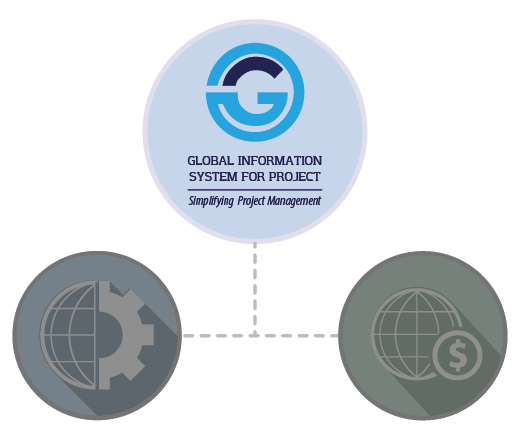 GLOBAL INFORMATION
SYSTEM FOR PROJECT
Simplifying Project Management
$